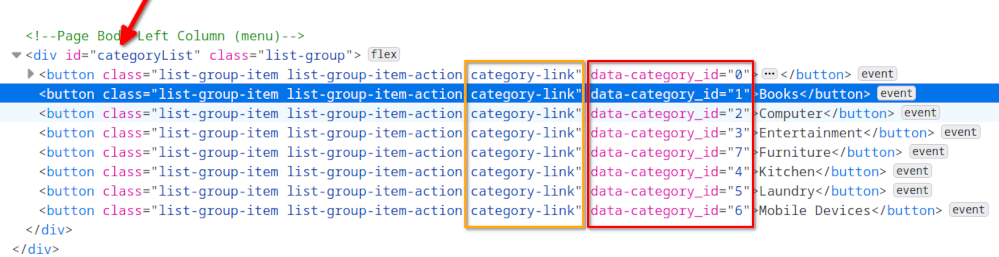 <!--Page Bod Left Column (menu)-->
<div id="categoryList" class="list-group"> flex
<button class="list-group-item list-group-item-action category-link" data-category_id="0"> ••• </button> event
<button class="list-group-item list-group-item-action category-link" data-category_id="1">Books</button> event
<button class="list-group-item list-group-item-action category-link" data-category_id="2">Computer</button> event
<button class="list-group-item list-group-item-action category-link" data-category_id="3">Entertainment</button> event
<button class="list-group-item list-group-item-action category-link" data-category_id="7">Furniture</button> event
<button class="list-group-item list-group-item-action category-link" data-category_id="4">Kitchen</button> event
<button class="list-group-item list-group-item-action category-link" data-category_id="5">Laundry</button> event
<button class="list-group-item list-group-item-action category-link" data-category_id="6">Mobile Devices</button> event
</div>
</div>